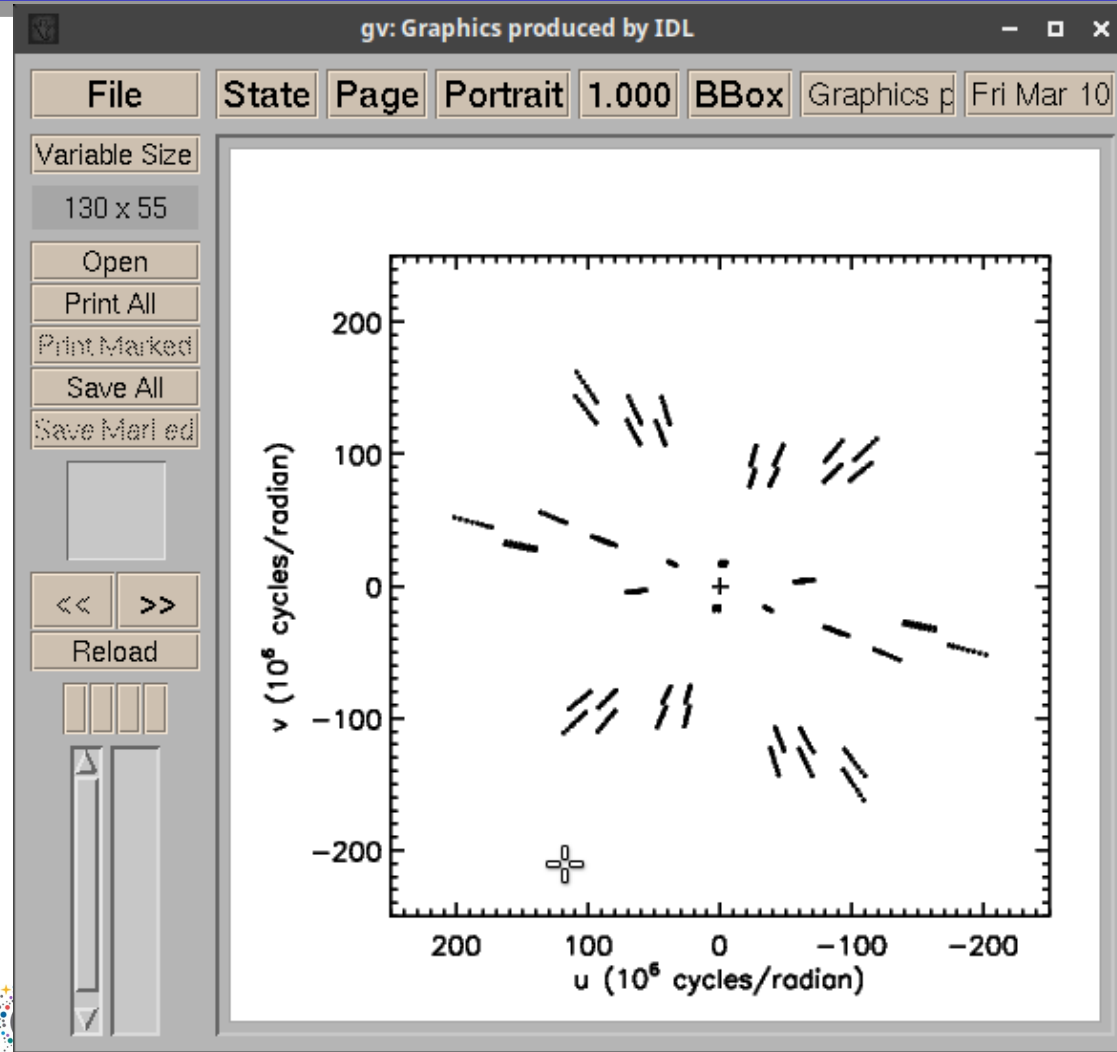 gv: Graphics produced by IDL
File
State Page Portrait 1.000 BBox Graphics p Fri Mar 10
Variable Size
130 x 55
Open
Print All
Print Marked
Save All
Save Marked
<< >>
Reload
200
100
0
−100
−200
v (10⁶ cycles/radian)
200 100 0 −100 −200
u (10⁶ cycles/radian)